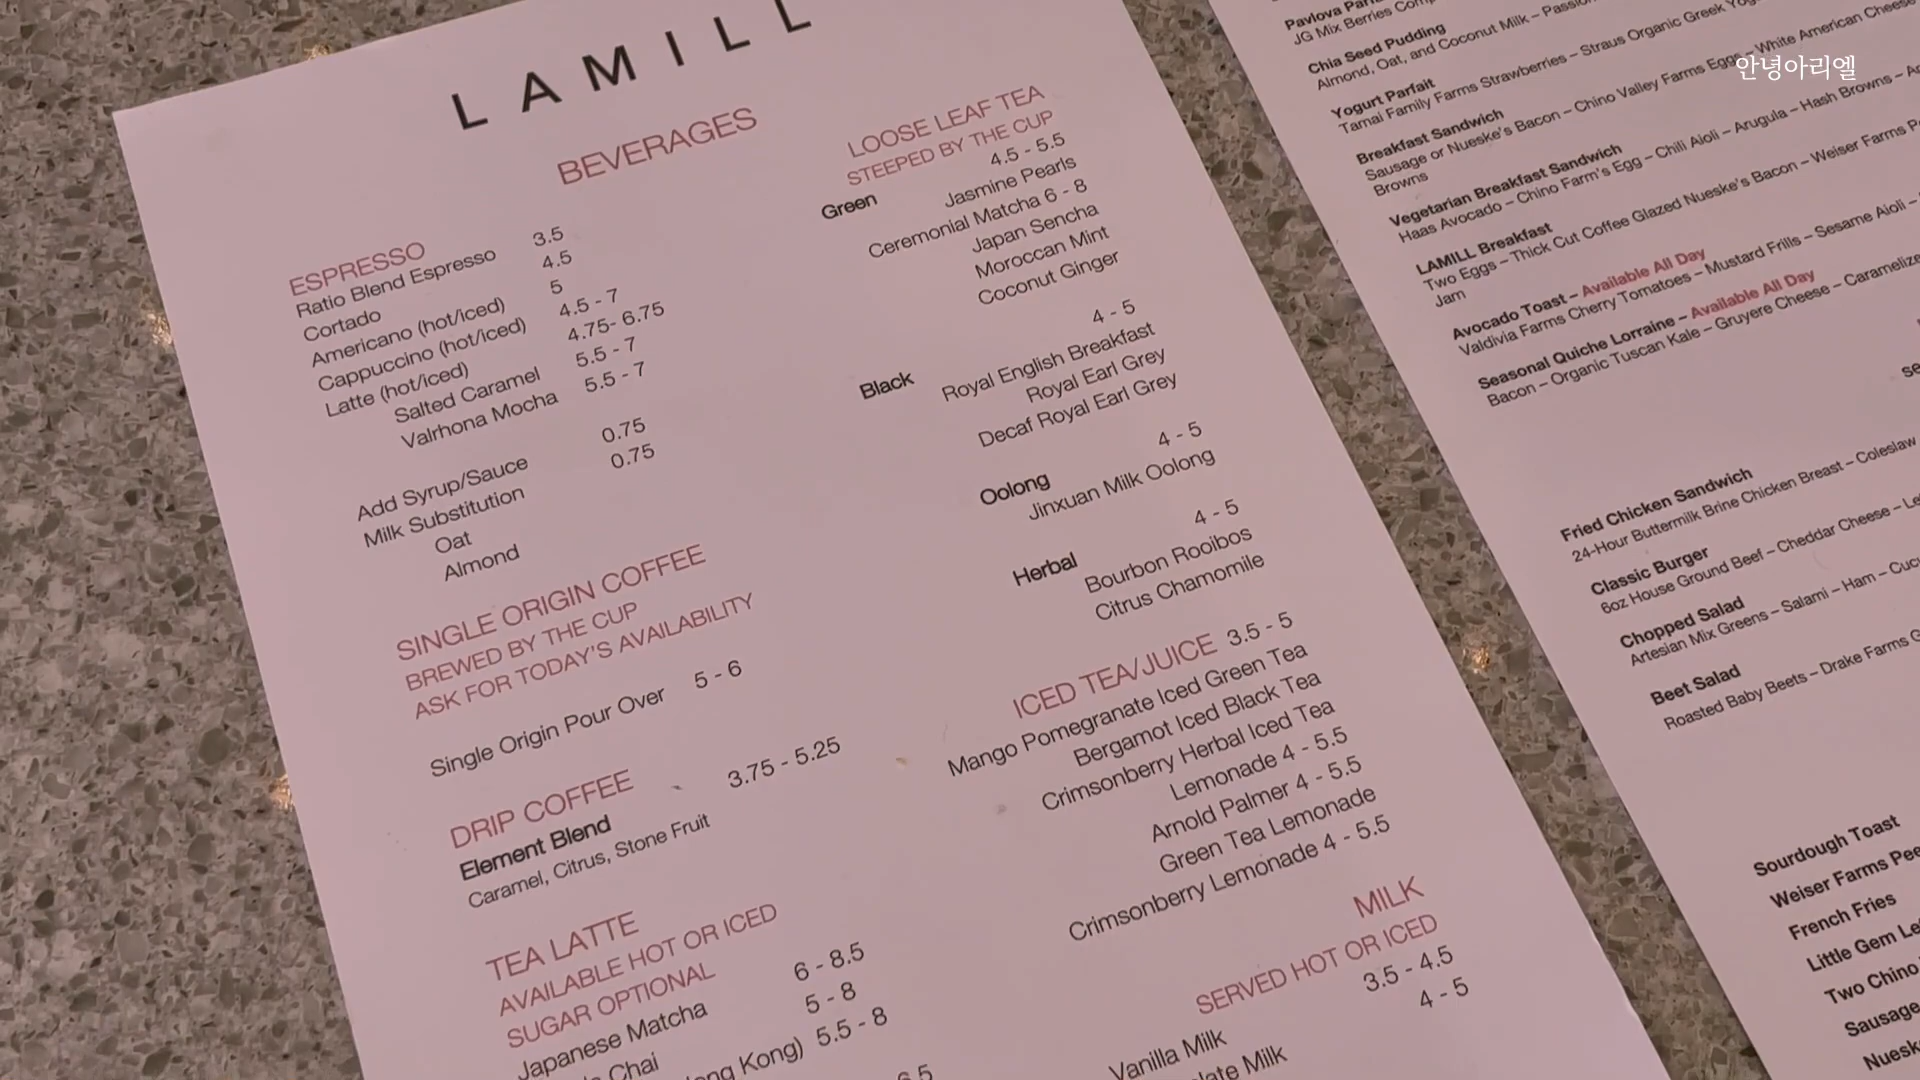 LAMILL
BEVERAGES
ESPRESSO
Ratio Blend Espresso 3.5
Cortado 4.5
Americano (hot/iced) 5
Cappuccino (hot/iced) 4.5 - 7
Latte (hot/iced) 4.75- 6.75
Salted Caramel 5.5 - 7
Valrhona Mocha 5.5 - 7
Add Syrup/Sauce 0.75
Milk Substitution 0.75
Oat
Almond
SINGLE ORIGIN COFFEE
BREWED BY THE CUP
ASK FOR TODAY'S AVAILABILITY
Single Origin Pour Over 5 - 6
DRIP COFFEE 3.75 - 5.25
Element Blend
Caramel, Citrus, Stone Fruit
TEA LATTE
AVAILABLE HOT OR ICED
SUGAR OPTIONAL
Japanese Matcha 6 - 8.5
Chai 5 - 8
Kong) 5.5 - 8
LOOSE LEAF TEA
STEEPED BY THE CUP
4.5 - 5.5
Green Jasmine Pearls
Ceremonial Matcha 6 - 8
Japan Sencha
Moroccan Mint
Coconut Ginger
4 - 5
Black Royal English Breakfast
Royal Earl Grey
Decaf Royal Earl Grey
4 - 5
Oolong
Jinxuan Milk Oolong
4 - 5
Herbal Bourbon Rooibos
Citrus Chamomile
ICED TEA/JUICE 3.5 - 5
Mango Pomegranate Iced Green Tea
Bergamot Iced Black Tea
Crimsonberry Herbal Iced Tea
Lemonade 4 - 5.5
Arnold Palmer 4 - 5.5
Green Tea Lemonade
Crimsonberry Lemonade 4 - 5.5
MILK
SERVED HOT OR ICED
Vanilla Milk 3.5 - 4.5
Milk 4 - 5
Pavlova
JG Mix Berries
Chia Seed Pudding
Almond, Oat, and Coconut Milk –
Yogurt Parfait
Tamai Family Farms Strawberries – Straus Organic Greek
Breakfast Sandwich
Sausage or Nueske's Bacon – Chino Valley Farms Eggs – White American Cheese
Browns
Vegetarian Breakfast Sandwich
Haas Avocado – Chino Farm's Egg – Chili Aioli – Arugula – Hash Browns –
LAMILL Breakfast
Two Eggs – Thick Cut Coffee Glazed Nueske's Bacon – Weiser Farms
Jam
Avocado Toast – Available All Day
Valdivia Farms Cherry Tomatoes – Mustard Frills – Sesame Aioli –
Seasonal Quiche Lorraine – Available All Day
Bacon – Organic Tuscan Kale – Gruyere Cheese –
Fried Chicken Sandwich
24-Hour Buttermilk Brine Chicken Breast – Coleslaw
Classic Burger
6oz House Ground Beef – Cheddar Cheese –
Chopped Salad
Artesian Mix Greens – Salami – Ham –
Beet Salad
Roasted Baby Beets – Drake Farms
Sourdough Toast
Weiser Farms
French Fries
Little Gem
Two Chino
Sausage
안녕아리엘